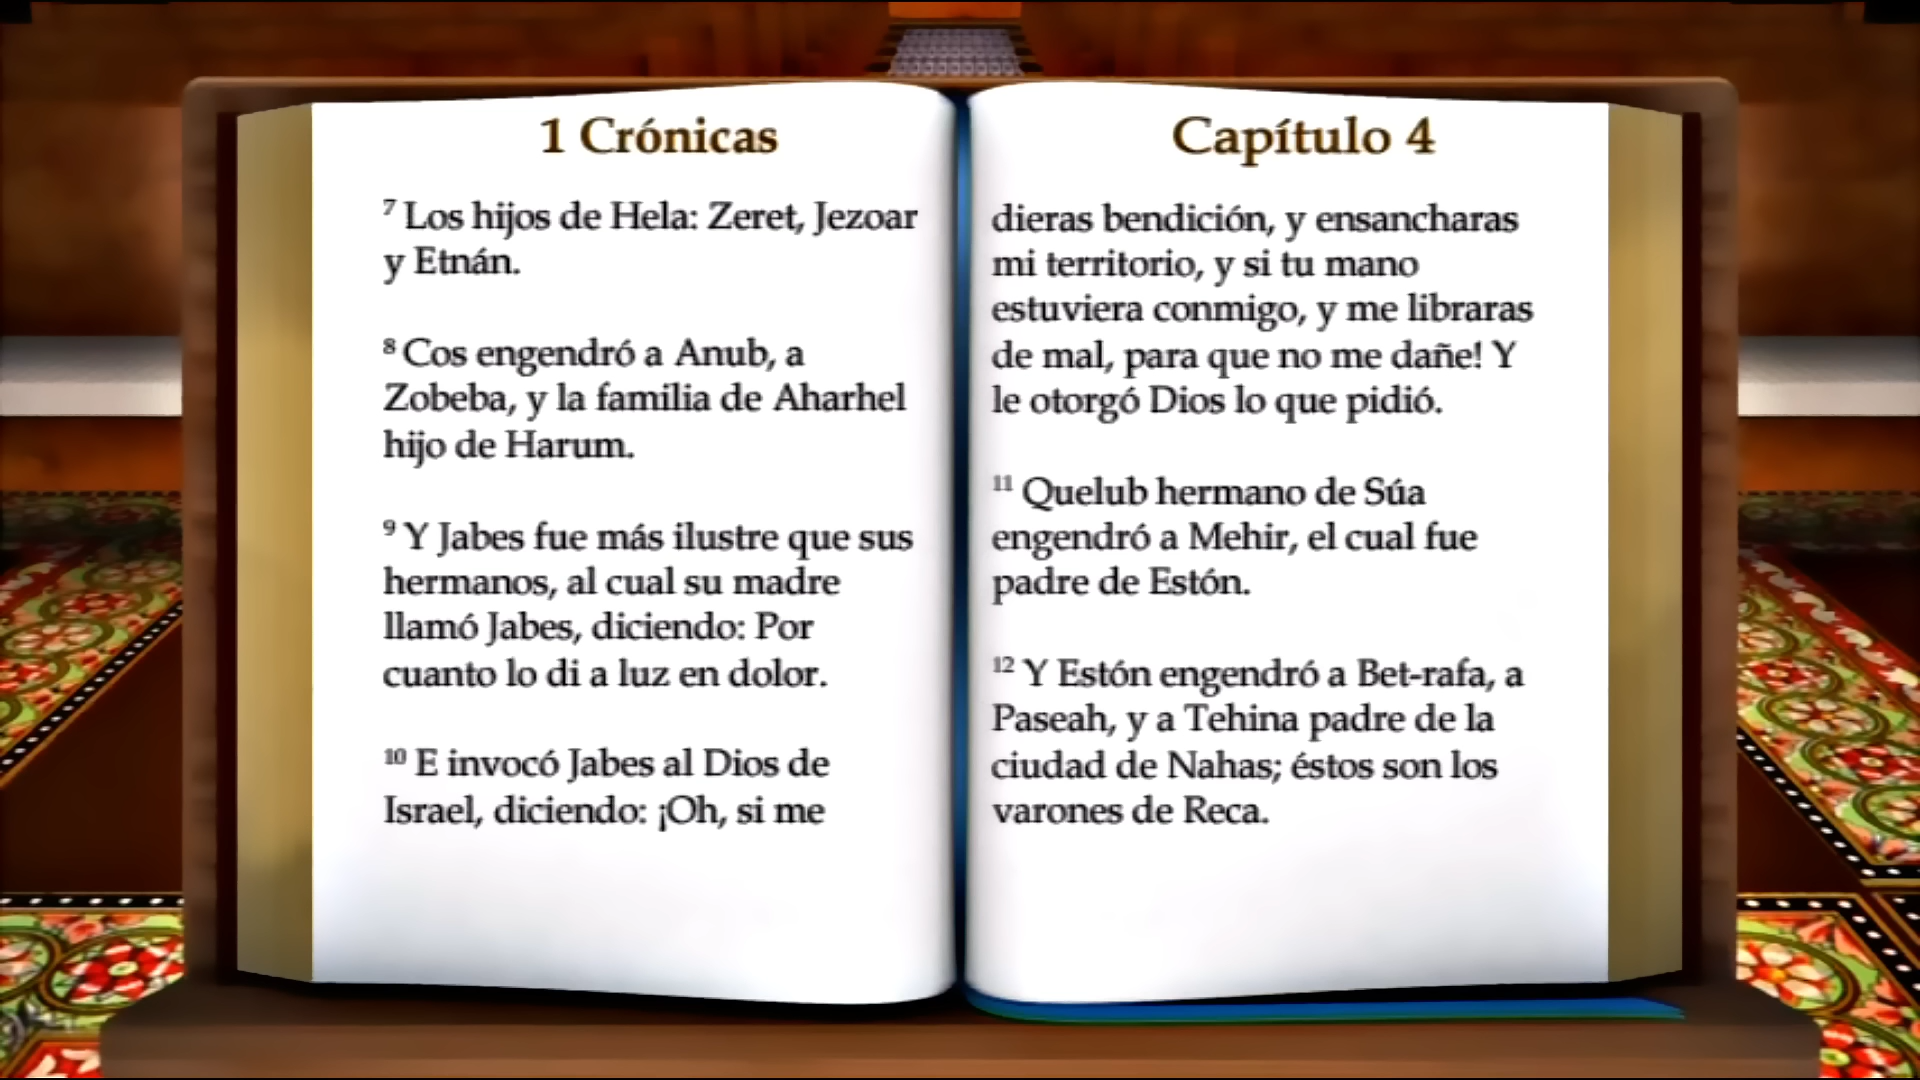 1 Crónicas
7 Los hijos de Hela: Zeret, Jezoar
y Etnán.
8 Cos engendró a Anub, a
Zobeba, y la familia de Aharhel
hijo de Harum.
9 Y Jabes fue más ilustre que sus
hermanos, al cual su madre
llamó Jabes, diciendo: Por
cuanto lo di a luz en dolor.
10 E invocó Jabes al Dios de
Israel, diciendo: ¡Oh, si me
Capítulo 4
dieras bendición, y ensancharas
mi territorio, y si tu mano
estuviera conmigo, y me libraras
de mal, para que no me dañe! Y
le otorgó Dios lo que pidió.
11 Quelub hermano de Súa
engendró a Mehir, el cual fue
padre de Estón.
12 Y Estón engendró a Bet-rafa, a
Paseah, y a Tehina padre de la
ciudad de Nahas; éstos son los
varones de Reca.